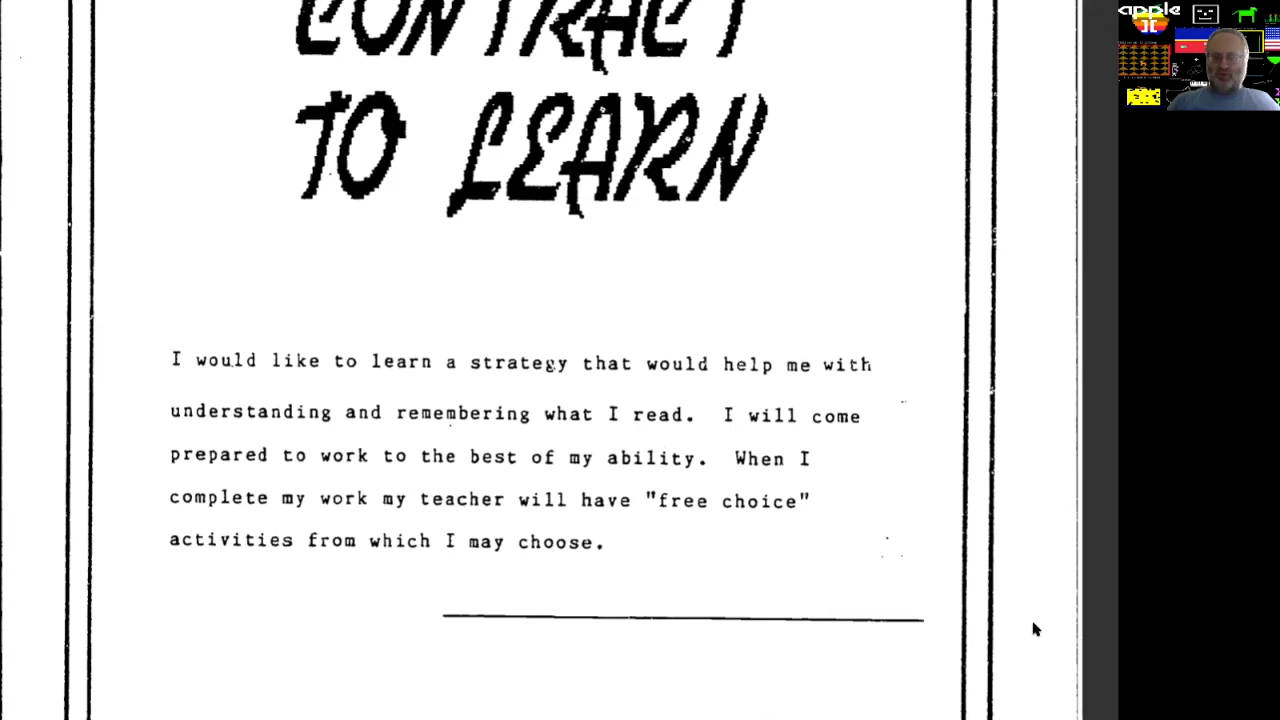 CONTRACT
TO LEARN
I would like to learn a strategy that would help me with
understanding and remembering what I read. I will come
prepared to work to the best of my ability. When I
complete my work my teacher will have "free choice"
activities from which I may choose.
apple
][